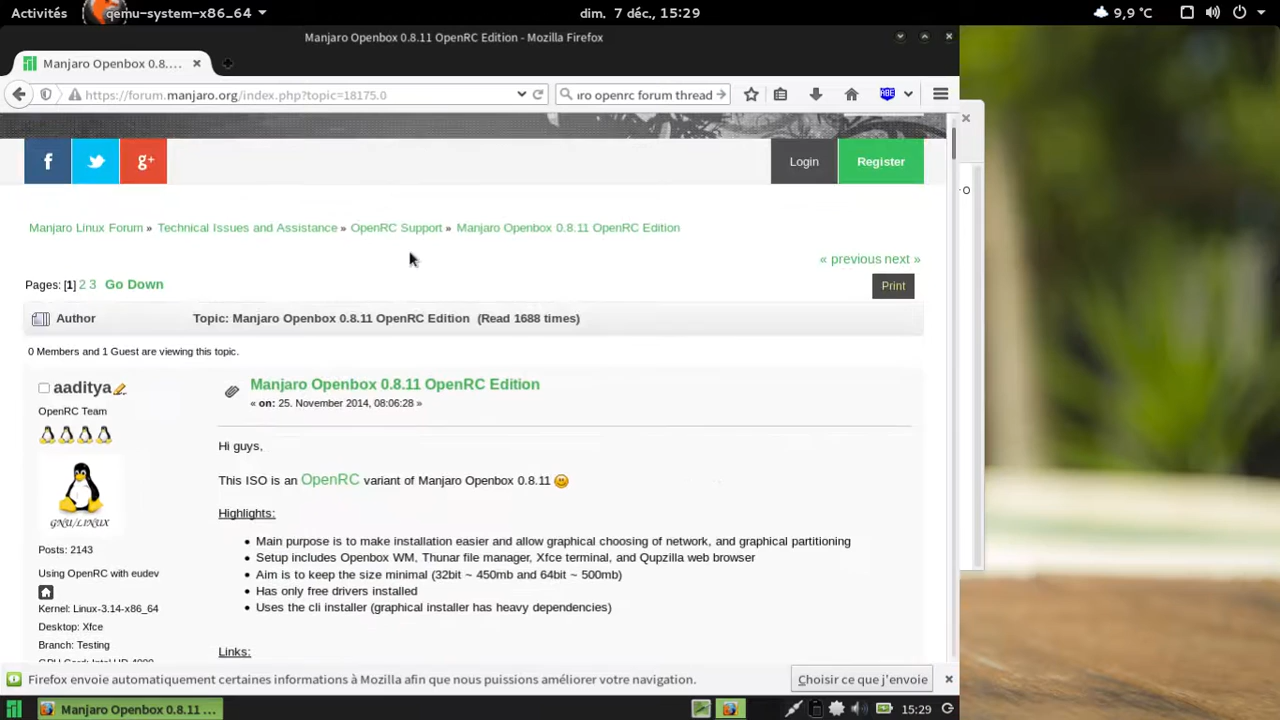 Activités
qemu-system-x86_64
dim. 7 déc., 15:29
9,9 °C
Manjaro Openbox 0.8.11 OpenRC Edition - Mozilla Firefox
Manjaro Openbox 0.8....
https://forum.manjaro.org/index.php?topic=18175.0
ro openrc forum thread
ABE
f
g+
Login
Register
Manjaro Linux Forum » Technical Issues and Assistance » OpenRC Support » Manjaro Openbox 0.8.11 OpenRC Edition
« previous next »
Pages: [1] 2 3 Go Down
Print
Author
Topic: Manjaro Openbox 0.8.11 OpenRC Edition (Read 1688 times)
0 Members and 1 Guest are viewing this topic.
aaditya
Manjaro Openbox 0.8.11 OpenRC Edition
OpenRC Team
« on: 25. November 2014, 08:06:28 »
Hi guys,
This ISO is an OpenRC variant of Manjaro Openbox 0.8.11
Highlights:
GNU/LINUX
• Main purpose is to make installation easier and allow graphical choosing of network, and graphical partitioning
• Setup includes Openbox WM, Thunar file manager, Xfce terminal, and Qupzilla web browser
• Aim is to keep the size minimal (32bit ~ 450mb and 64bit ~ 500mb)
• Has only free drivers installed
• Uses the cli installer (graphical installer has heavy dependencies)
Posts: 2143
Using OpenRC with eudev
Kernel: Linux-3.14-x86_64
Desktop: Xfce
Branch: Testing
Links:
Firefox envoie automatiquement certaines informations à Mozilla afin que nous puissions améliorer votre navigation.
Choisir ce que j'envoie
Manjaro Openbox 0.8.11 ...
15:29